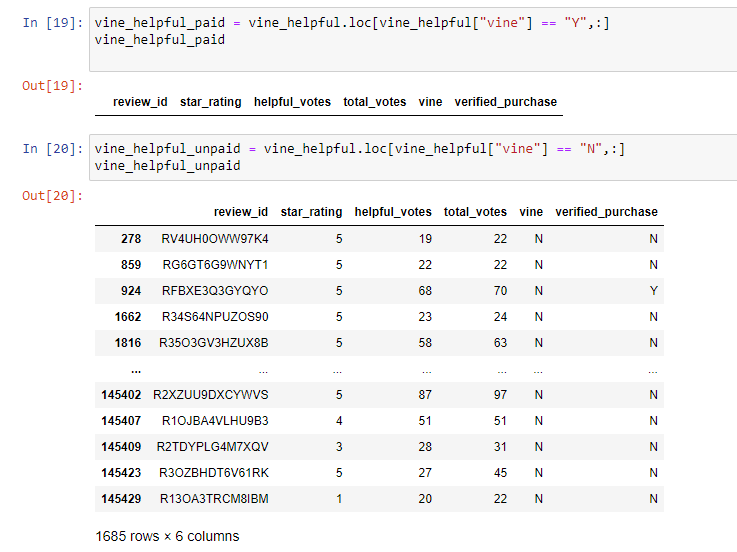 In [19]: vine_helpful_paid = vine_helpful.loc[vine_helpful["vine"] == "Y",:]
vine_helpful_paid
Out[19]:
review_id star_rating helpful_votes total_votes vine verified_purchase
In [20]: vine_helpful_unpaid = vine_helpful.loc[vine_helpful["vine"] == "N",:]
vine_helpful_unpaid
Out[20]:
review_id star_rating helpful_votes total_votes vine verified_purchase
278 RV4UH0OWW97K4 5 19 22 N N
859 RG6GT6G9WNYT1 5 22 22 N N
924 RFBXE3Q3GYQYO 5 68 70 N Y
1662 R34S64NPUZOS90 5 23 24 N N
1816 R35O3GV3HZUX8B 5 58 63 N N
... ... ... ... ... ... ...
145402 R2XZUU9DXCYWVS 5 87 97 N N
145407 R1OJBA4VLHU9B3 4 51 51 N N
145409 R2TDYPLG4M7XQV 3 28 31 N N
145423 R3OZBHDT6V61RK 5 27 45 N N
145429 R13OA3TRCM8IBM 1 20 22 N N
1685 rows × 6 columns